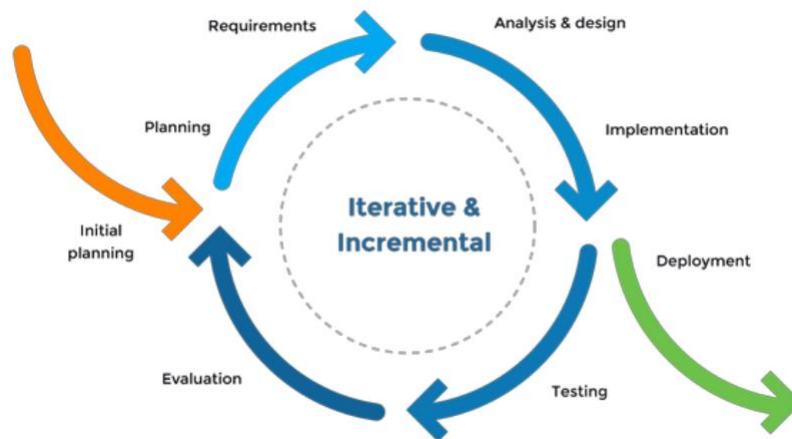 Requirements
Analysis & design
Planning
Implementation
Iterative &
Incremental
Initial
planning
Deployment
Evaluation
Testing